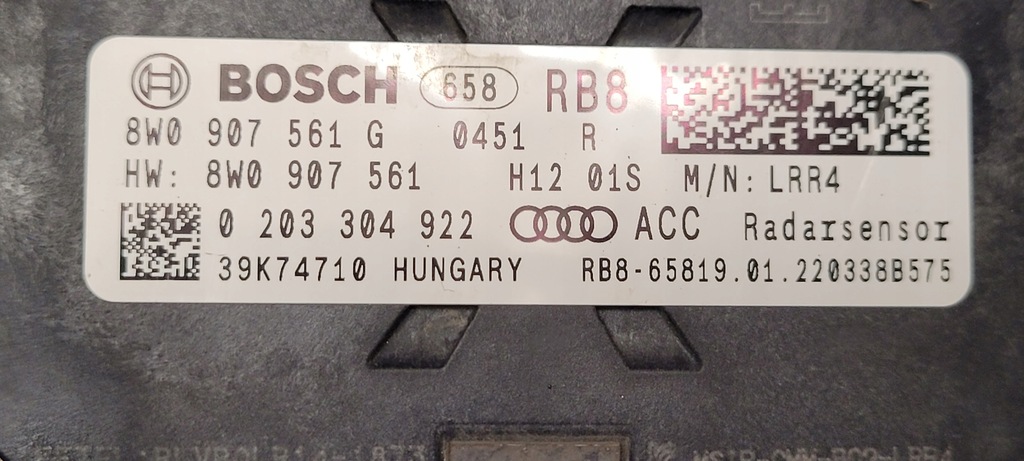 BOSCH 658 RB8
8W0 907 561 G 0451 R
HW: 8W0 907 561 H12 01S M/N: LRR4
0 203 304 922 ACC Radarsensor
39K74710 HUNGARY RB8-65819.01.220338B575